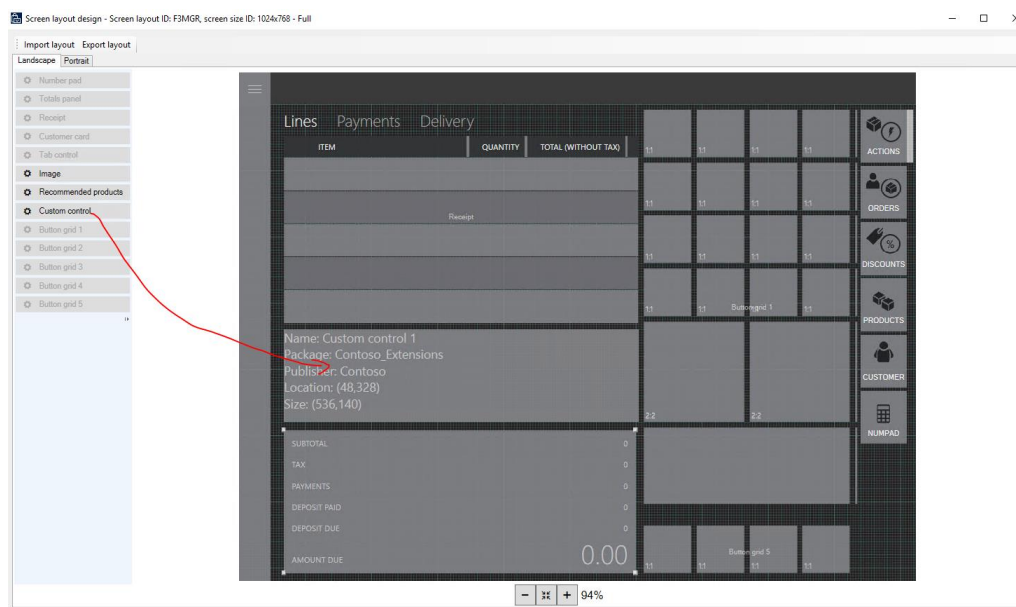 Screen layout design - Screen layout ID: F3MGR, screen size ID: 1024x768 - Full
Import layout Export layout
Landscape Portrait
Number pad
Totals panel
Receipt
Customer card
Tab control
Image
Recommended products
Custom control
Button grid 1
Button grid 2
Button grid 3
Button grid 4
Button grid 5
Lines Payments Delivery
ITEM QUANTITY TOTAL (WITHOUT TAX)
Receipt
Name: Custom control 1
Package: Contoso_Extensions
Publisher: Contoso
Location: (48,328)
Size: (536,140)
SUBTOTAL 0
TAX 0
PAYMENTS 0
DEPOSIT PAID 0
DEPOSIT DUE 0
AMOUNT DUE 0.00
1:1 1:1 1:1 1:1
1:1 1:1 1:1 1:1
1:1 1:1 1:1 1:1
1:1 1:1 Button grid 1 1:1 1:1
2:2 2:2
Button grid 5
1:1 1:1 1:1 1:1
ACTIONS
ORDERS
DISCOUNTS
PRODUCTS
CUSTOMER
NUMPAD
94%